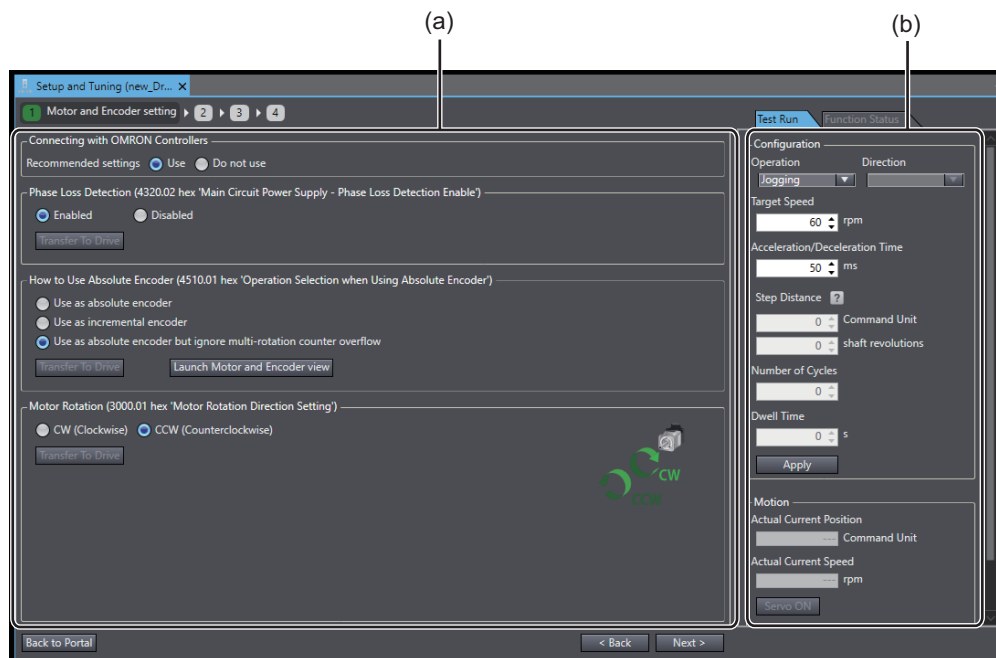 (a)
(b)
Setup and Tuning (new_Dr... ×
1 Motor and Encoder setting 2 3 4
Test Run Function Status
Connecting with OMRON Controllers
Recommended settings Use Do not use
Phase Loss Detection (4320.02 hex 'Main Circuit Power Supply - Phase Loss Detection Enable')
Enabled Disabled
Transfer To Drive
How to Use Absolute Encoder (4510.01 hex 'Operation Selection when Using Absolute Encoder')
Use as absolute encoder
Use as incremental encoder
Use as absolute encoder but ignore multi-rotation counter overflow
Transfer To Drive Launch Motor and Encoder view
Motor Rotation (3000.01 hex 'Motor Rotation Direction Setting')
CW (Clockwise) CCW (Counterclockwise)
Transfer To Drive
CW
CCW
Configuration
Operation Direction
Jogging
Target Speed
60 rpm
Acceleration/Deceleration Time
50 ms
Step Distance ?
0 Command Unit
0 shaft revolutions
Number of Cycles
0
Dwell Time
0 s
Apply
Motion
Actual Current Position
--- Command Unit
Actual Current Speed
--- rpm
Servo ON
Back to Portal < Back Next >